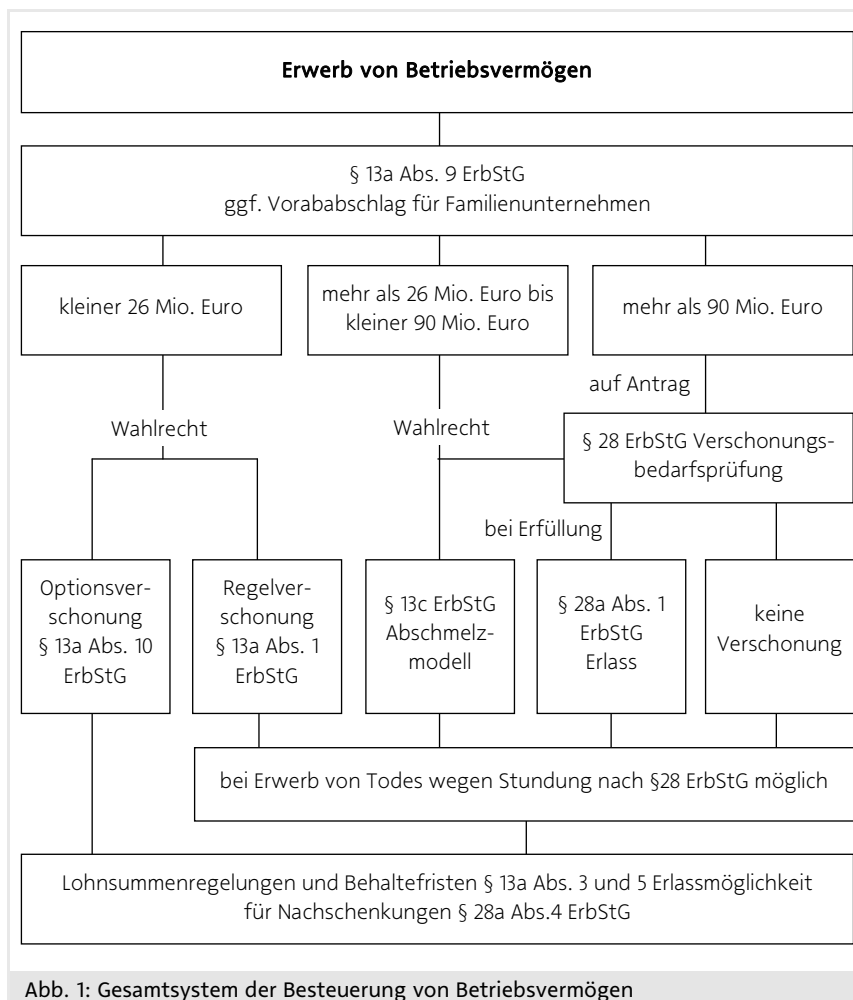 Erwerb von Betriebsvermögen
§ 13a Abs. 9 ErbStG
ggf. Vorababschlag für Familienunternehmen
kleiner 26 Mio. Euro
mehr als 26 Mio. Euro bis
kleiner 90 Mio. Euro
mehr als 90 Mio. Euro
auf Antrag
Wahlrecht
Wahlrecht
§ 28 ErbStG Verschonungs-
bedarfsprüfung
bei Erfüllung
Optionsver-
schonung
§ 13a Abs. 10
ErbStG
Regelver-
schonung
§ 13a Abs. 1
ErbStG
§ 13c ErbStG
Abschmelz-
modell
§ 28a Abs. 1
ErbStG
Erlass
keine
Verschonung
bei Erwerb von Todes wegen Stundung nach §28 ErbStG möglich
Lohnsummenregelungen und Behaltefristen § 13a Abs. 3 und 5 Erlassmöglichkeit
für Nachschenkungen § 28a Abs.4 ErbStG
Abb. 1: Gesamtsystem der Besteuerung von Betriebsvermögen